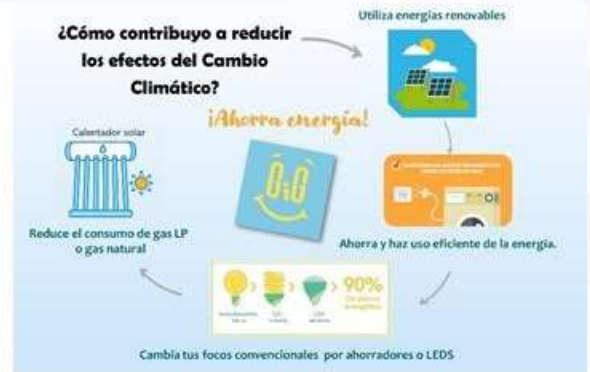 ¿Cómo contribuyo a reducir
los efectos del Cambio
Climático?
Utiliza energías renovables
¡Ahorra energía!
Ahorra y haz uso eficiente de la energía.
90%
Cambia tus focos convencionales por ahorradores o LEDS
Calentador solar
Reduce el consumo de gas LP
o gas natural